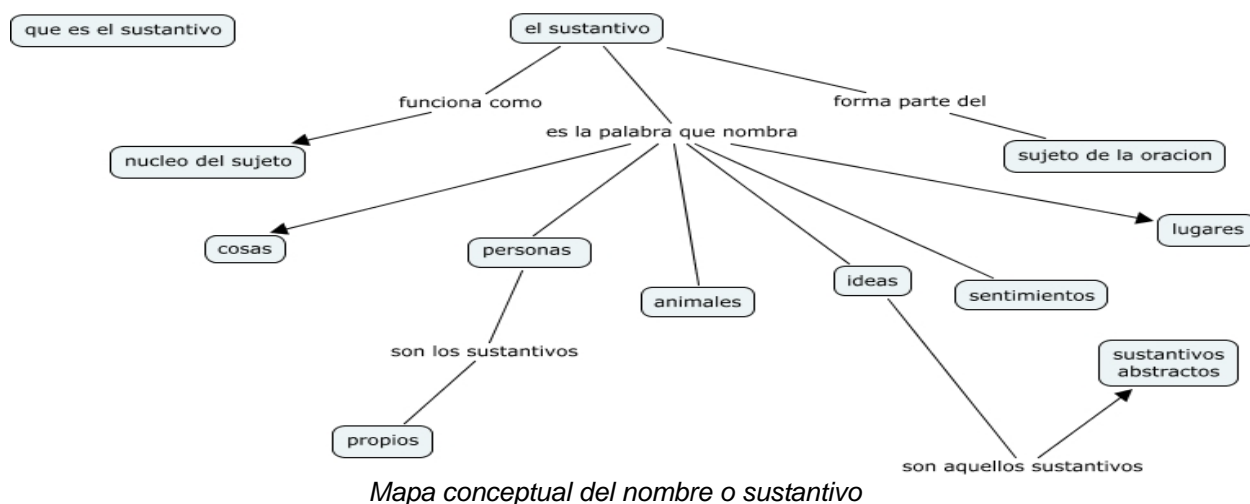 que es el sustantivo
el sustantivo
funciona como
forma parte del
es la palabra que nombra
nucleo del sujeto
sujeto de la oracion
cosas
personas
lugares
ideas
animales
sentimientos
son los sustantivos
sustantivos
abstractos
propios
son aquellos sustantivos
Mapa conceptual del nombre o sustantivo